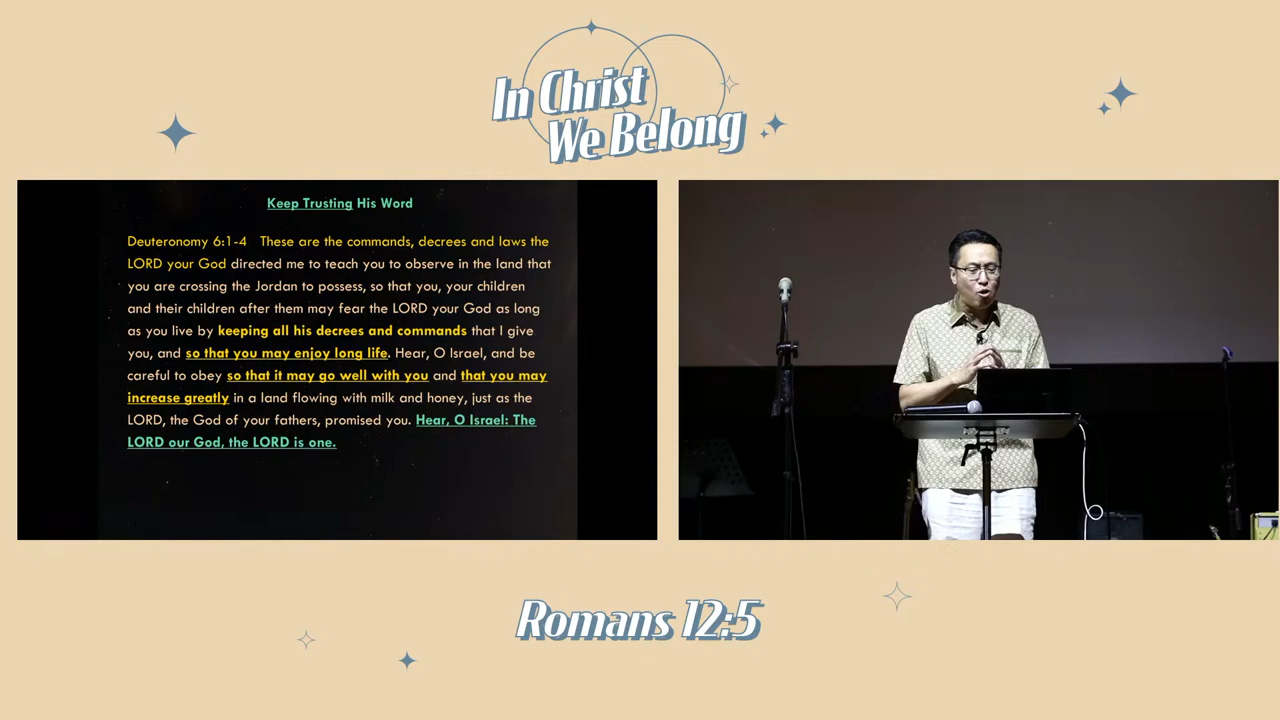 In Christ
We Belong
Keep Trusting His Word
Deuteronomy 6:1-4 These are the commands, decrees and laws the
LORD your God directed me to teach you to observe in the land that
you are crossing the Jordan to possess, so that you, your children
and their children after them may fear the LORD your God as long
as you live by keeping all his decrees and commands that I give
you, and so that you may enjoy long life. Hear, O Israel, and be
careful to obey so that it may go well with you and that you may
increase greatly in a land flowing with milk and honey, just as the
LORD, the God of your fathers, promised you. Hear, O Israel: The
LORD our God, the LORD is one.
Romans 12:5